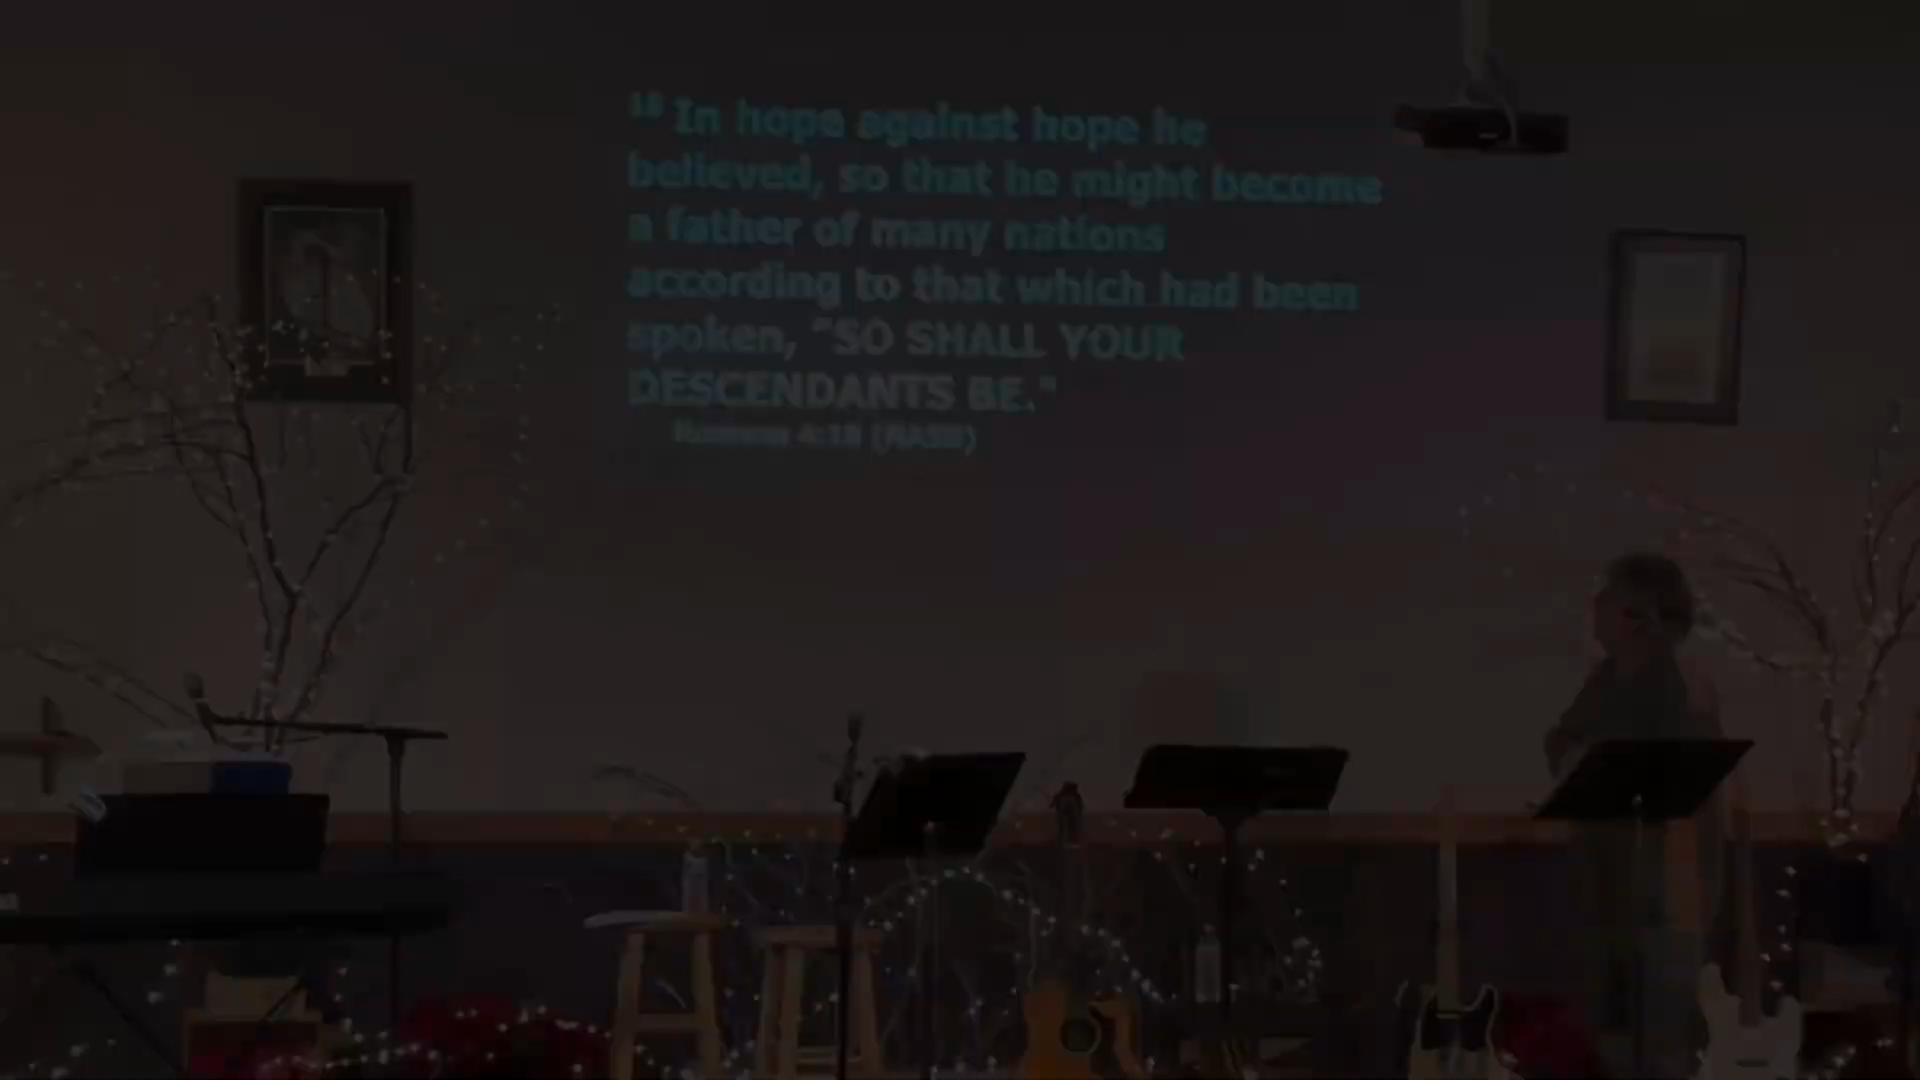 18 In hope against hope he
believed, so that he might become
a father of many nations
according to that which had been
spoken, "SO SHALL YOUR
DESCENDANTS BE."
Romans 4:18 (NASB)